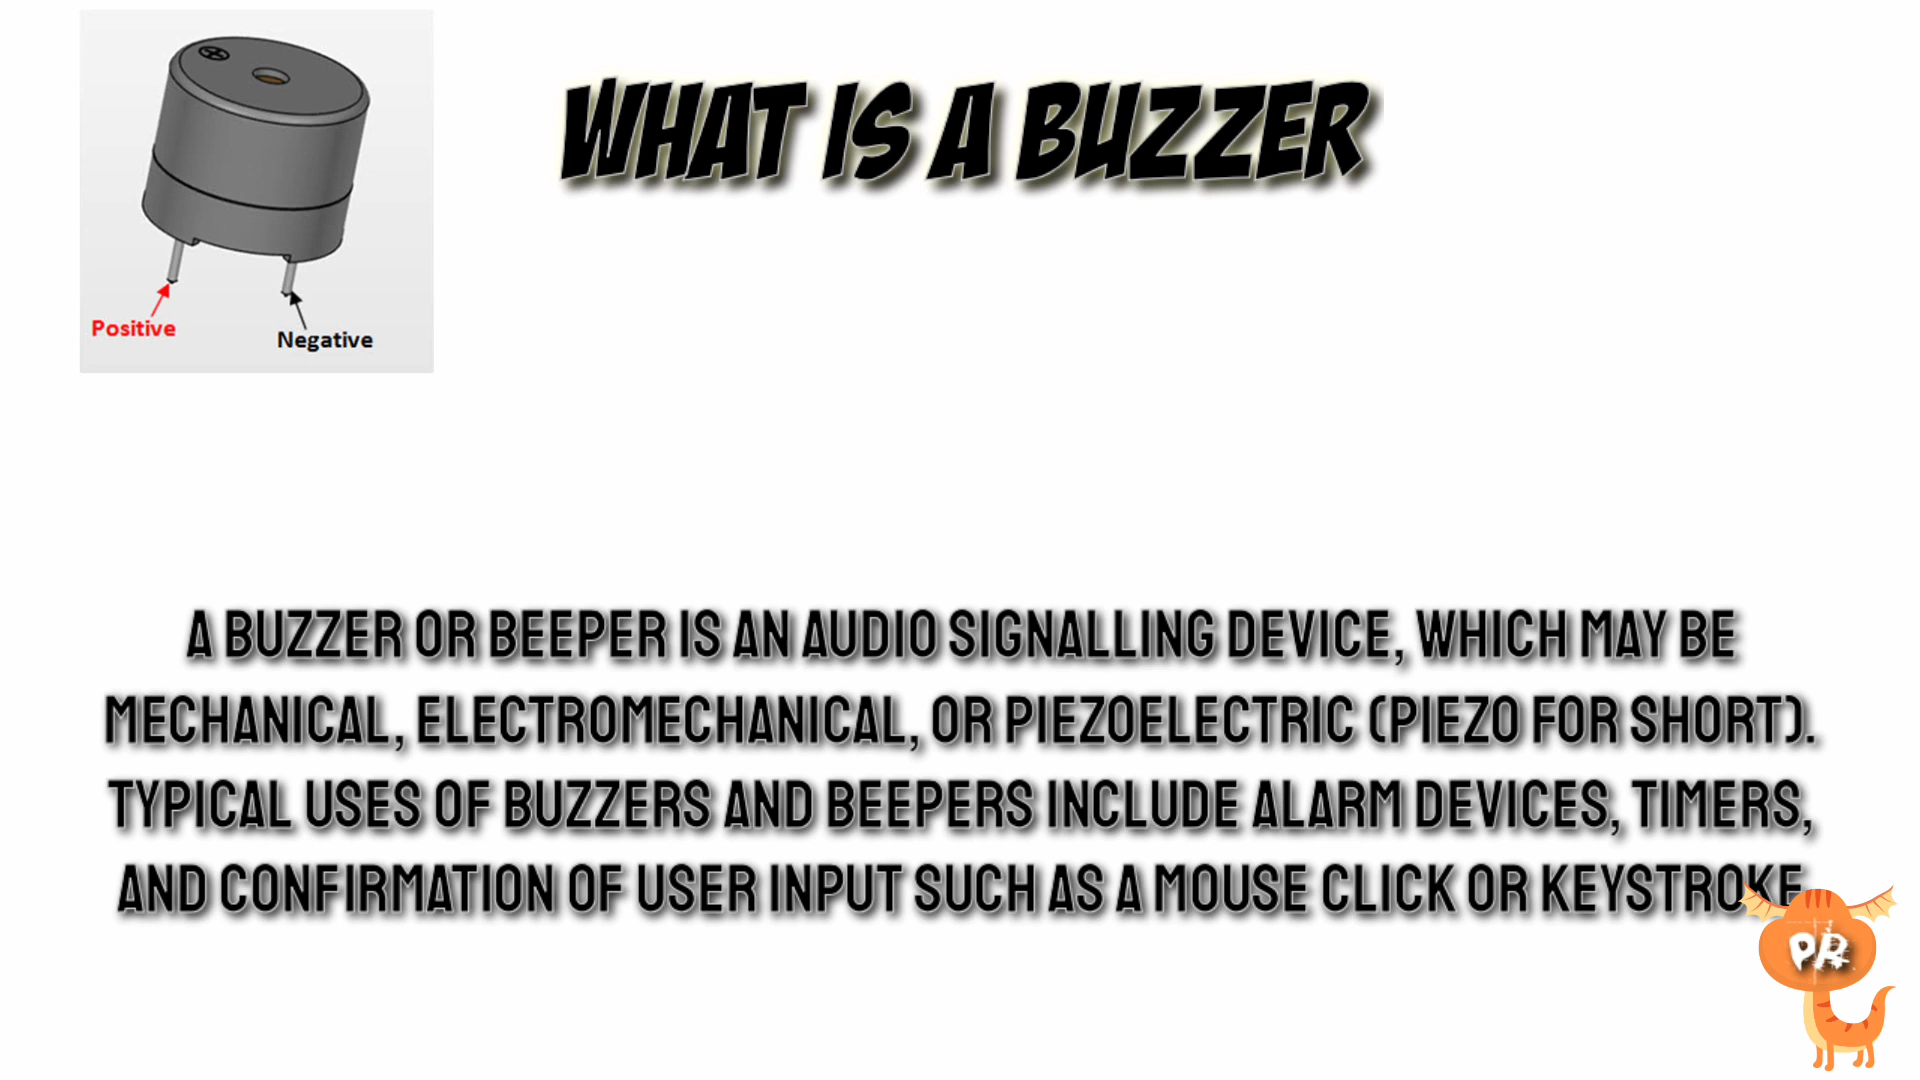 WHAT IS A BUZZER
Positive
Negative
A BUZZER OR BEEPER IS AN AUDIO SIGNALLING DEVICE, WHICH MAY BE
MECHANICAL, ELECTROMECHANICAL, OR PIEZOELECTRIC (PIEZO FOR SHORT).
TYPICAL USES OF BUZZERS AND BEEPERS INCLUDE ALARM DEVICES, TIMERS,
AND CONFIRMATION OF USER INPUT SUCH AS A MOUSE CLICK OR KEYSTROKE
PR